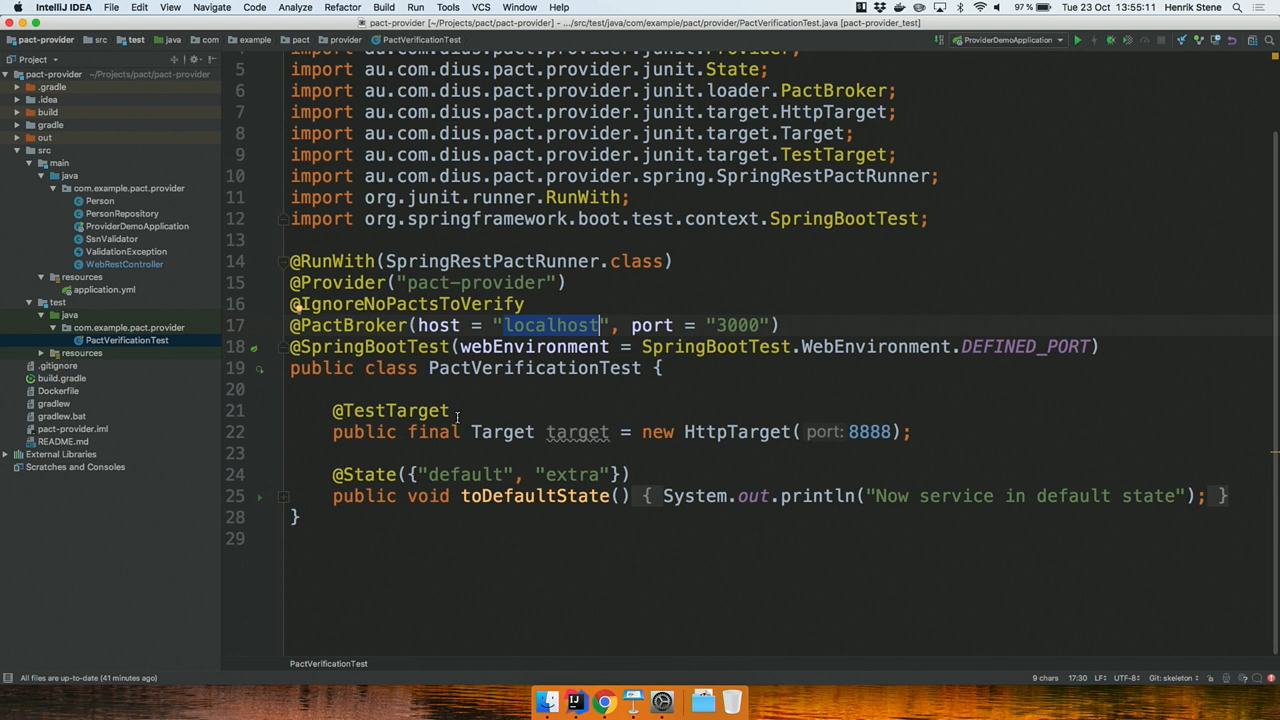 IntelliJ IDEA File Edit View Navigate Code Analyze Refactor Build Run Tools VCS Window Help 97 % Tue 23 Oct 13:55:11 Henrik Stene
pact-provider [~/Projects/pact/pact-provider] - .../src/test/java/com/example/pact/provider/PactVerificationTest.java [pact-provider_test]
pact-provider src test java com example pact provider PactVerificationTest ProviderDemoApplication
Project
pact-provider ~/Projects/pact/pact-provider
.gradle
.idea
build
gradle
out
src
main
java
com.example.pact.provider
Person
PersonRepository
ProviderDemoApplication
SsnValidator
ValidationException
WebRestController
resources
application.yml
test
java
com.example.pact.provider
PactVerificationTest
resources
.gitignore
build.gradle
Dockerfile
gradlew
gradlew.bat
pact-provider.iml
README.md
External Libraries
Scratches and Consoles
5 import au.com.dius.pact.provider.junit.State;
6 import au.com.dius.pact.provider.junit.loader.PactBroker;
7 import au.com.dius.pact.provider.junit.target.HttpTarget;
8 import au.com.dius.pact.provider.junit.target.Target;
9 import au.com.dius.pact.provider.junit.target.TestTarget;
10 import au.com.dius.pact.provider.spring.SpringRestPactRunner;
11 import org.junit.runner.RunWith;
12 import org.springframework.boot.test.context.SpringBootTest;
13
14 @RunWith(SpringRestPactRunner.class)
15 @Provider("pact-provider")
16 @IgnoreNoPactsToVerify
17 @PactBroker(host = "localhost", port = "3000")
18 @SpringBootTest(webEnvironment = SpringBootTest.WebEnvironment.DEFINED_PORT)
19 public class PactVerificationTest {
20
21 @TestTarget
22 public final Target target = new HttpTarget( port: 8888);
23
24 @State({"default", "extra"})
25 public void toDefaultState() { System.out.println("Now service in default state"); }
28 }
29
PactVerificationTest
All files are up-to-date (41 minutes ago) 9 chars 17:30 LF÷ UTF-8÷ Git: skeleton÷